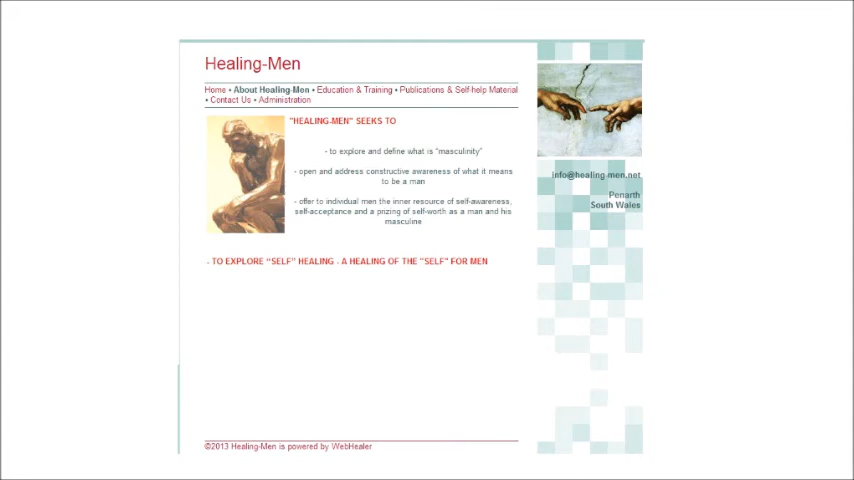 Healing-Men
Home • About Healing-Men • Education & Training • Publications & Self-help Material
• Contact Us • Administration
"HEALING-MEN" SEEKS TO
- to explore and define what is "masculinity"
- open and address constructive awareness of what it means
to be a man
- offer to individual men the inner resource of self-awareness,
self-acceptance and a prizing of self-worth as a man and his
masculine
- TO EXPLORE "SELF" HEALING - A HEALING OF THE "SELF" FOR MEN
info@healing-men.net
Penarth
South Wales
©2013 Healing-Men is powered by WebHealer